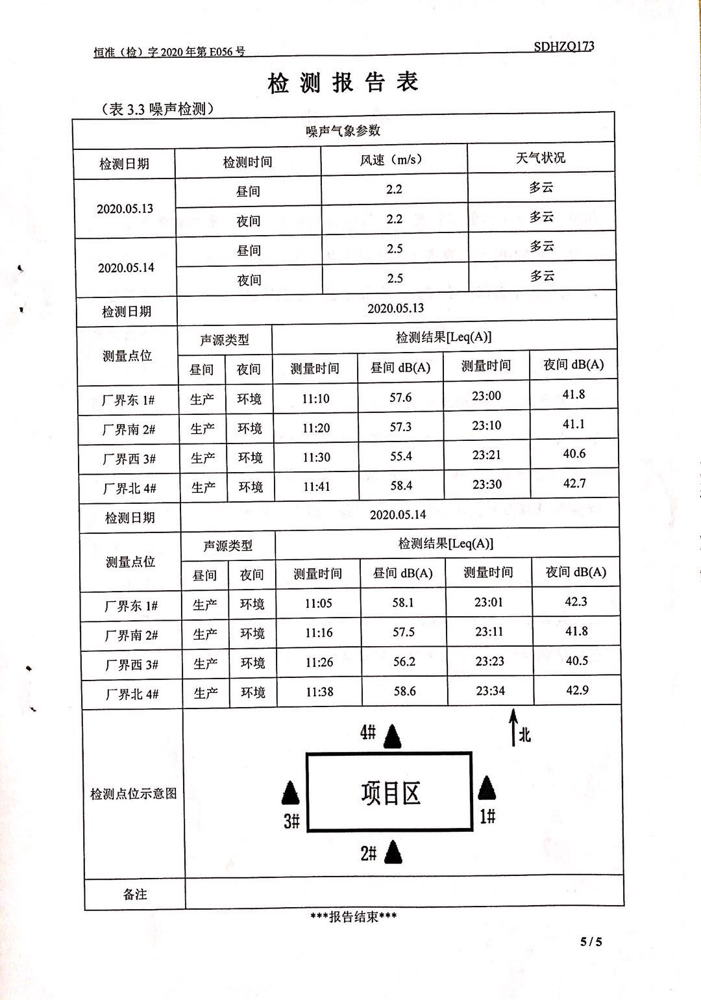 恒准（检）字 2020 年第 E056 号 SDHZQ173
检 测 报 告 表
（表 3.3 噪声检测）
噪声气象参数
检测日期 检测时间 风速（m/s） 天气状况
2020.05.13 昼间 2.2 多云
夜间 2.2 多云
2020.05.14 昼间 2.5 多云
夜间 2.5 多云
检测日期 2020.05.13
测量点位 声源类型 检测结果[Leq(A)]
昼间 夜间 测量时间 昼间 dB(A) 测量时间 夜间 dB(A)
厂界东 1# 生产 环境 11:10 57.6 23:00 41.8
厂界南 2# 生产 环境 11:20 57.3 23:10 41.1
厂界西 3# 生产 环境 11:30 55.4 23:21 40.6
厂界北 4# 生产 环境 11:41 58.4 23:30 42.7
检测日期 2020.05.14
测量点位 声源类型 检测结果[Leq(A)]
昼间 夜间 测量时间 昼间 dB(A) 测量时间 夜间 dB(A)
厂界东 1# 生产 环境 11:05 58.1 23:01 42.3
厂界南 2# 生产 环境 11:16 57.5 23:11 41.8
厂界西 3# 生产 环境 11:26 56.2 23:23 40.5
厂界北 4# 生产 环境 11:38 58.6 23:34 42.9
检测点位示意图
4# 北
项目区
3# 1#
2#
备注
***报告结束***
5 / 5